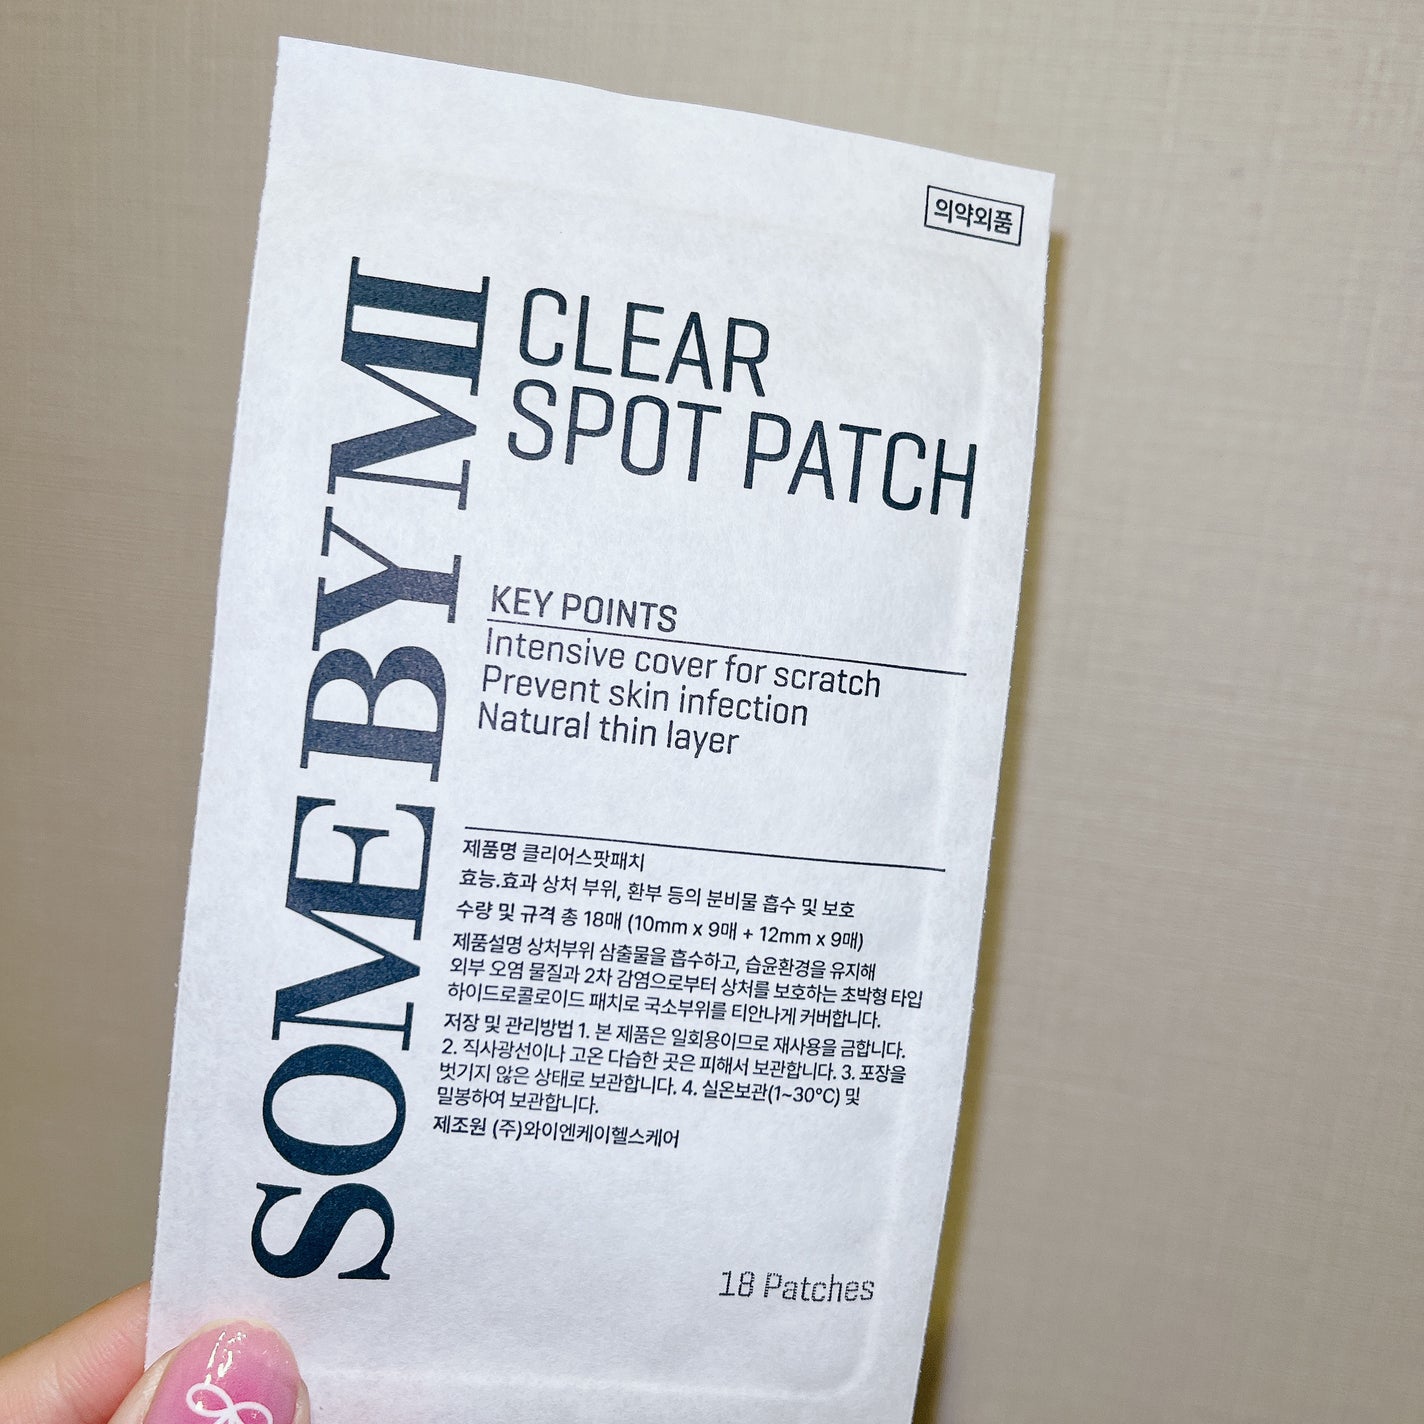 의약외품
SOMEBYMI
CLEAR
SPOT PATCH
KEY POINTS
Intensive cover for scratch
Prevent skin infection
Natural thin layer
제품명 클리어스팟패치
효능.효과 상처 부위, 환부 등의 분비물 흡수 및 보호
수량 및 규격 총 18매 (10mm x 9매 + 12mm x 9매)
제품설명 상처부위 삼출물을 흡수하고, 습윤환경을 유지해
외부 오염 물질과 2차 감염으로부터 상처를 보호하는 초박형 타입
하이드로콜로이드 패치로 국소부위를 티안나게 커버합니다.
저장 및 관리방법 1. 본 제품은 일회용이므로 재사용을 금합니다.
2. 직사광선이나 고온 다습한 곳은 피해서 보관합니다. 3. 포장을
벗기지 않은 상태로 보관합니다. 4. 실온보관(1~30°C) 및
밀봉하여 보관합니다.
제조원 (주)와이엔케이헬스케어
18 Patches